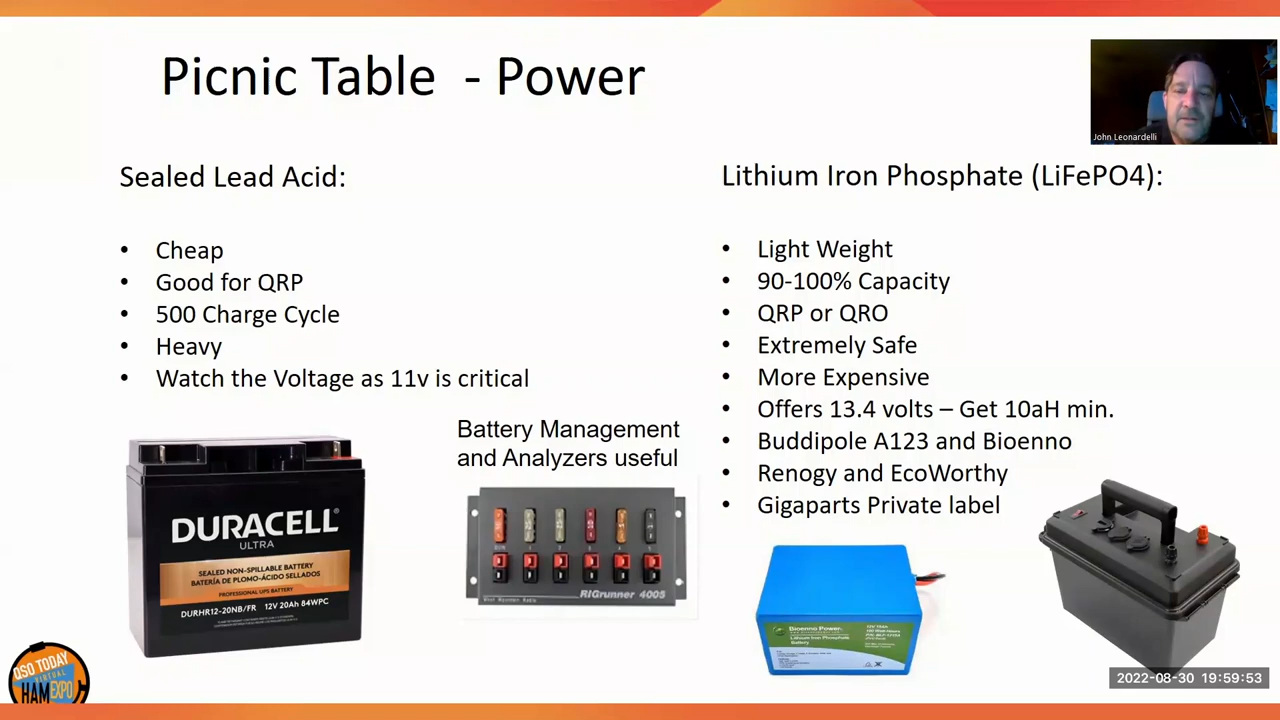 Picnic Table - Power
John Leonardelli
Sealed Lead Acid:
• Cheap
• Good for QRP
• 500 Charge Cycle
• Heavy
• Watch the Voltage as 11v is critical
Battery Management
and Analyzers useful
Lithium Iron Phosphate (LiFePO4):
• Light Weight
• 90-100% Capacity
• QRP or QRO
• Extremely Safe
• More Expensive
• Offers 13.4 volts – Get 10aH min.
• Buddipole A123 and Bioenno
• Renogy and EcoWorthy
• Gigaparts Private label
DURACELL®
ULTRA
SEALED NON-SPILLABLE BATTERY
BATERÍA DE PLOMO-ÁCIDO SELLADOS
PROFESSIONAL UPS BATTERY
DURHR12-20NB/FR 12V 20Ah 84WPC
West Mountain Radio
RIGrunner 4005
Bioenno Power
Lithium Iron Phosphate
Battery
QSO TODAY
VIRTUAL
HAM EXPO
2022-08-30 19:59:53